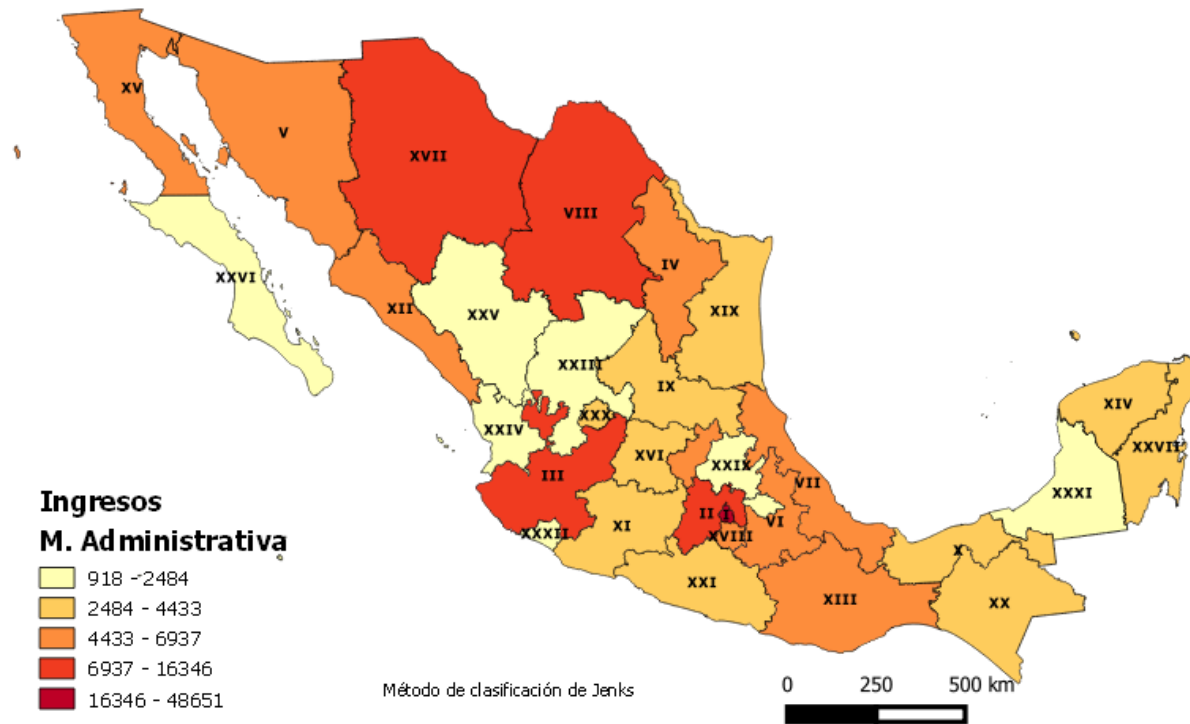 XV
V
XVII
VIII
IV
XXVI
XII
XXV
XIX
XXIII
IX
XXX
XXIV
XIV
XVI
XXVII
XXIX
III
VII
XXXI
II
I
VI
XXXII
XI
XVIII
X
XXI
XIII
XX
Ingresos
M. Administrativa
918 - 2484
2484 - 4433
4433 - 6937
6937 - 16346
16346 - 48651
Método de clasificación de Jenks
0 250 500 km